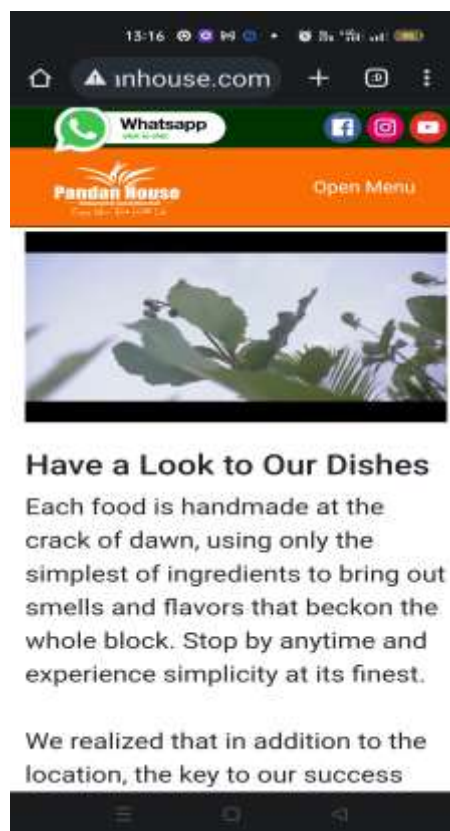 13:16
ınhouse.com
Whatsapp
Pandan House
Open Menu
Have a Look to Our Dishes
Each food is handmade at the
crack of dawn, using only the
simplest of ingredients to bring out
smells and flavors that beckon the
whole block. Stop by anytime and
experience simplicity at its finest.
We realized that in addition to the
location, the key to our success